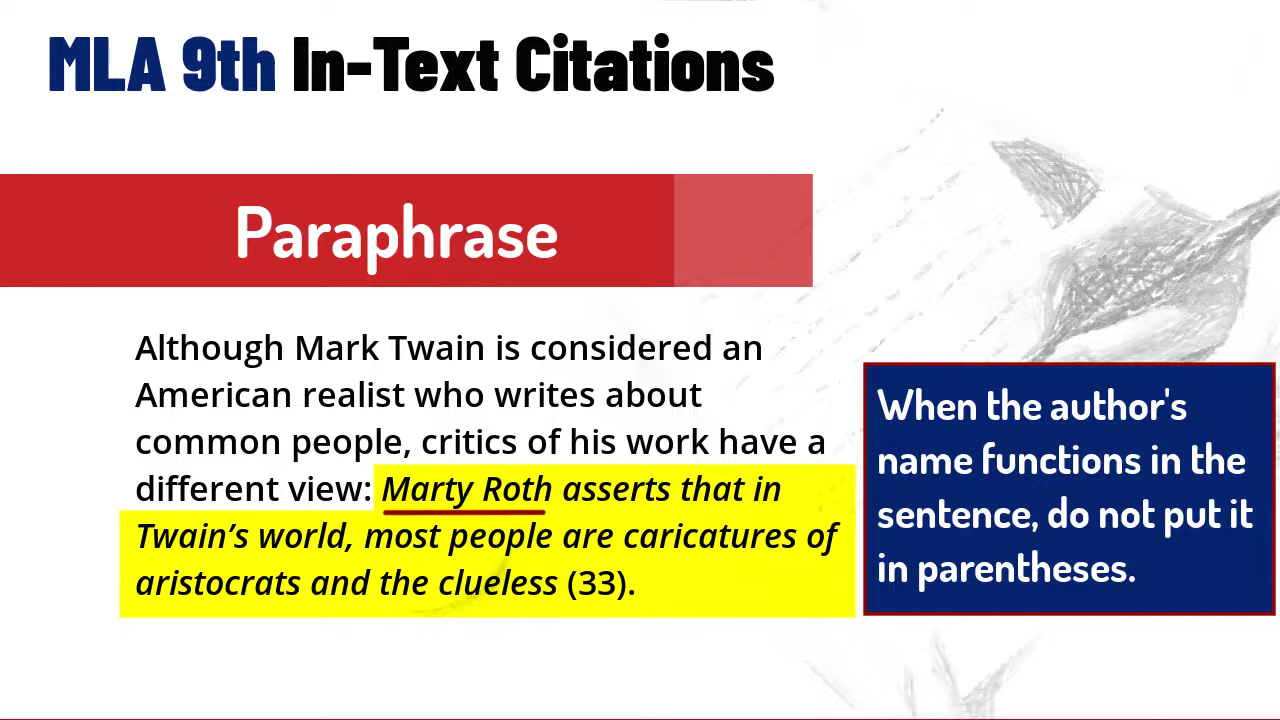 MLA 9th In-Text Citations
Paraphrase
Although Mark Twain is considered an
American realist who writes about
common people, critics of his work have a
different view: Marty Roth asserts that in
Twain’s world, most people are caricatures of
aristocrats and the clueless (33).
When the author's
name functions in the
sentence, do not put it
in parentheses.